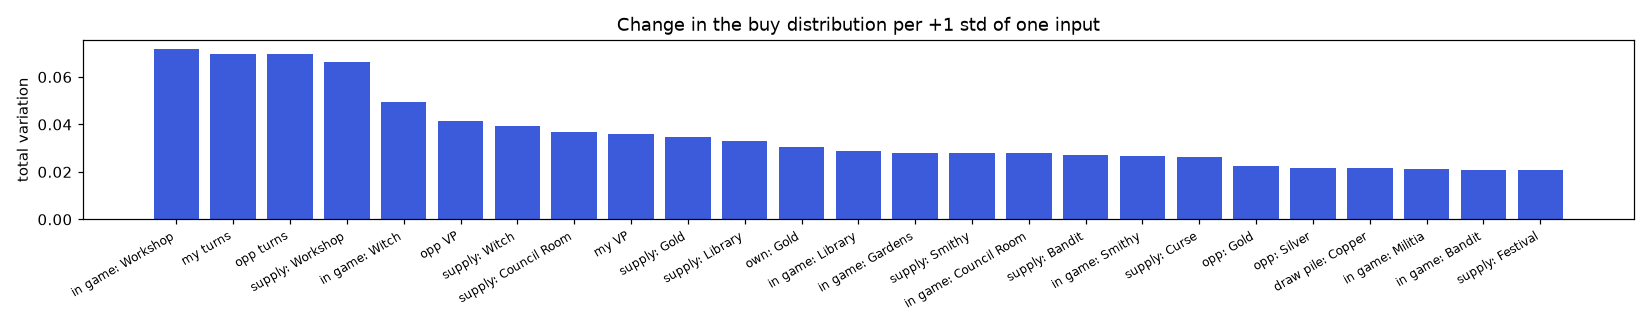 Change in the buy distribution per +1 std of one input
total variation
0.06
0.04
0.02
0.00
in game: Workshop
my turns
opp turns
supply: Workshop
in game: Witch
opp VP
supply: Witch
supply: Council Room
my VP
supply: Gold
supply: Library
own: Gold
in game: Library
in game: Gardens
supply: Smithy
in game: Council Room
supply: Bandit
in game: Smithy
supply: Curse
opp: Gold
opp: Silver
draw pile: Copper
in game: Militia
in game: Bandit
supply: Festival